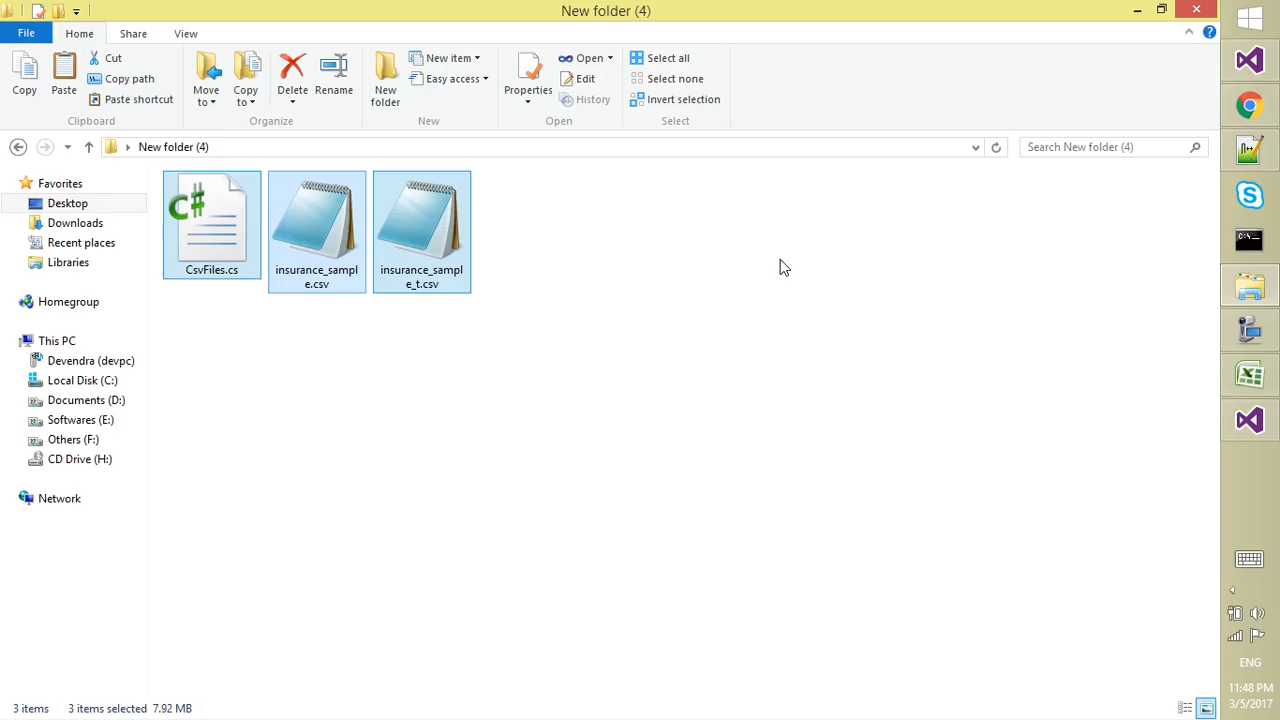 New folder (4)
File Home Share View
Copy
Paste
Cut
Copy path
Paste shortcut
Clipboard
Move to
Copy to
Delete
Rename
Organize
New folder
New item
Easy access
New
Properties
Open
Edit
History
Open
Select all
Select none
Invert selection
Select
New folder (4)
Search New folder (4)
Favorites
Desktop
Downloads
Recent places
Libraries
Homegroup
This PC
Devendra (devpc)
Local Disk (C:)
Documents (D:)
Softwares (E:)
Others (F:)
CD Drive (H:)
Network
C#
CsvFiles.cs
insurance_sampl
e.csv
insurance_sampl
e_t.csv
3 items 3 items selected 7.92 MB
ENG
11:48 PM
3/5/2017